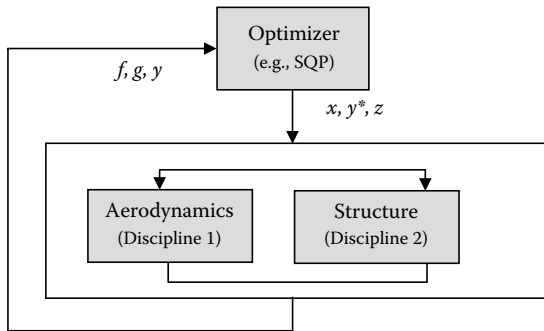 Optimizer
(e.g., SQP)
f, g, y
x, y*, z
Aerodynamics
(Discipline 1)
Structure
(Discipline 2)